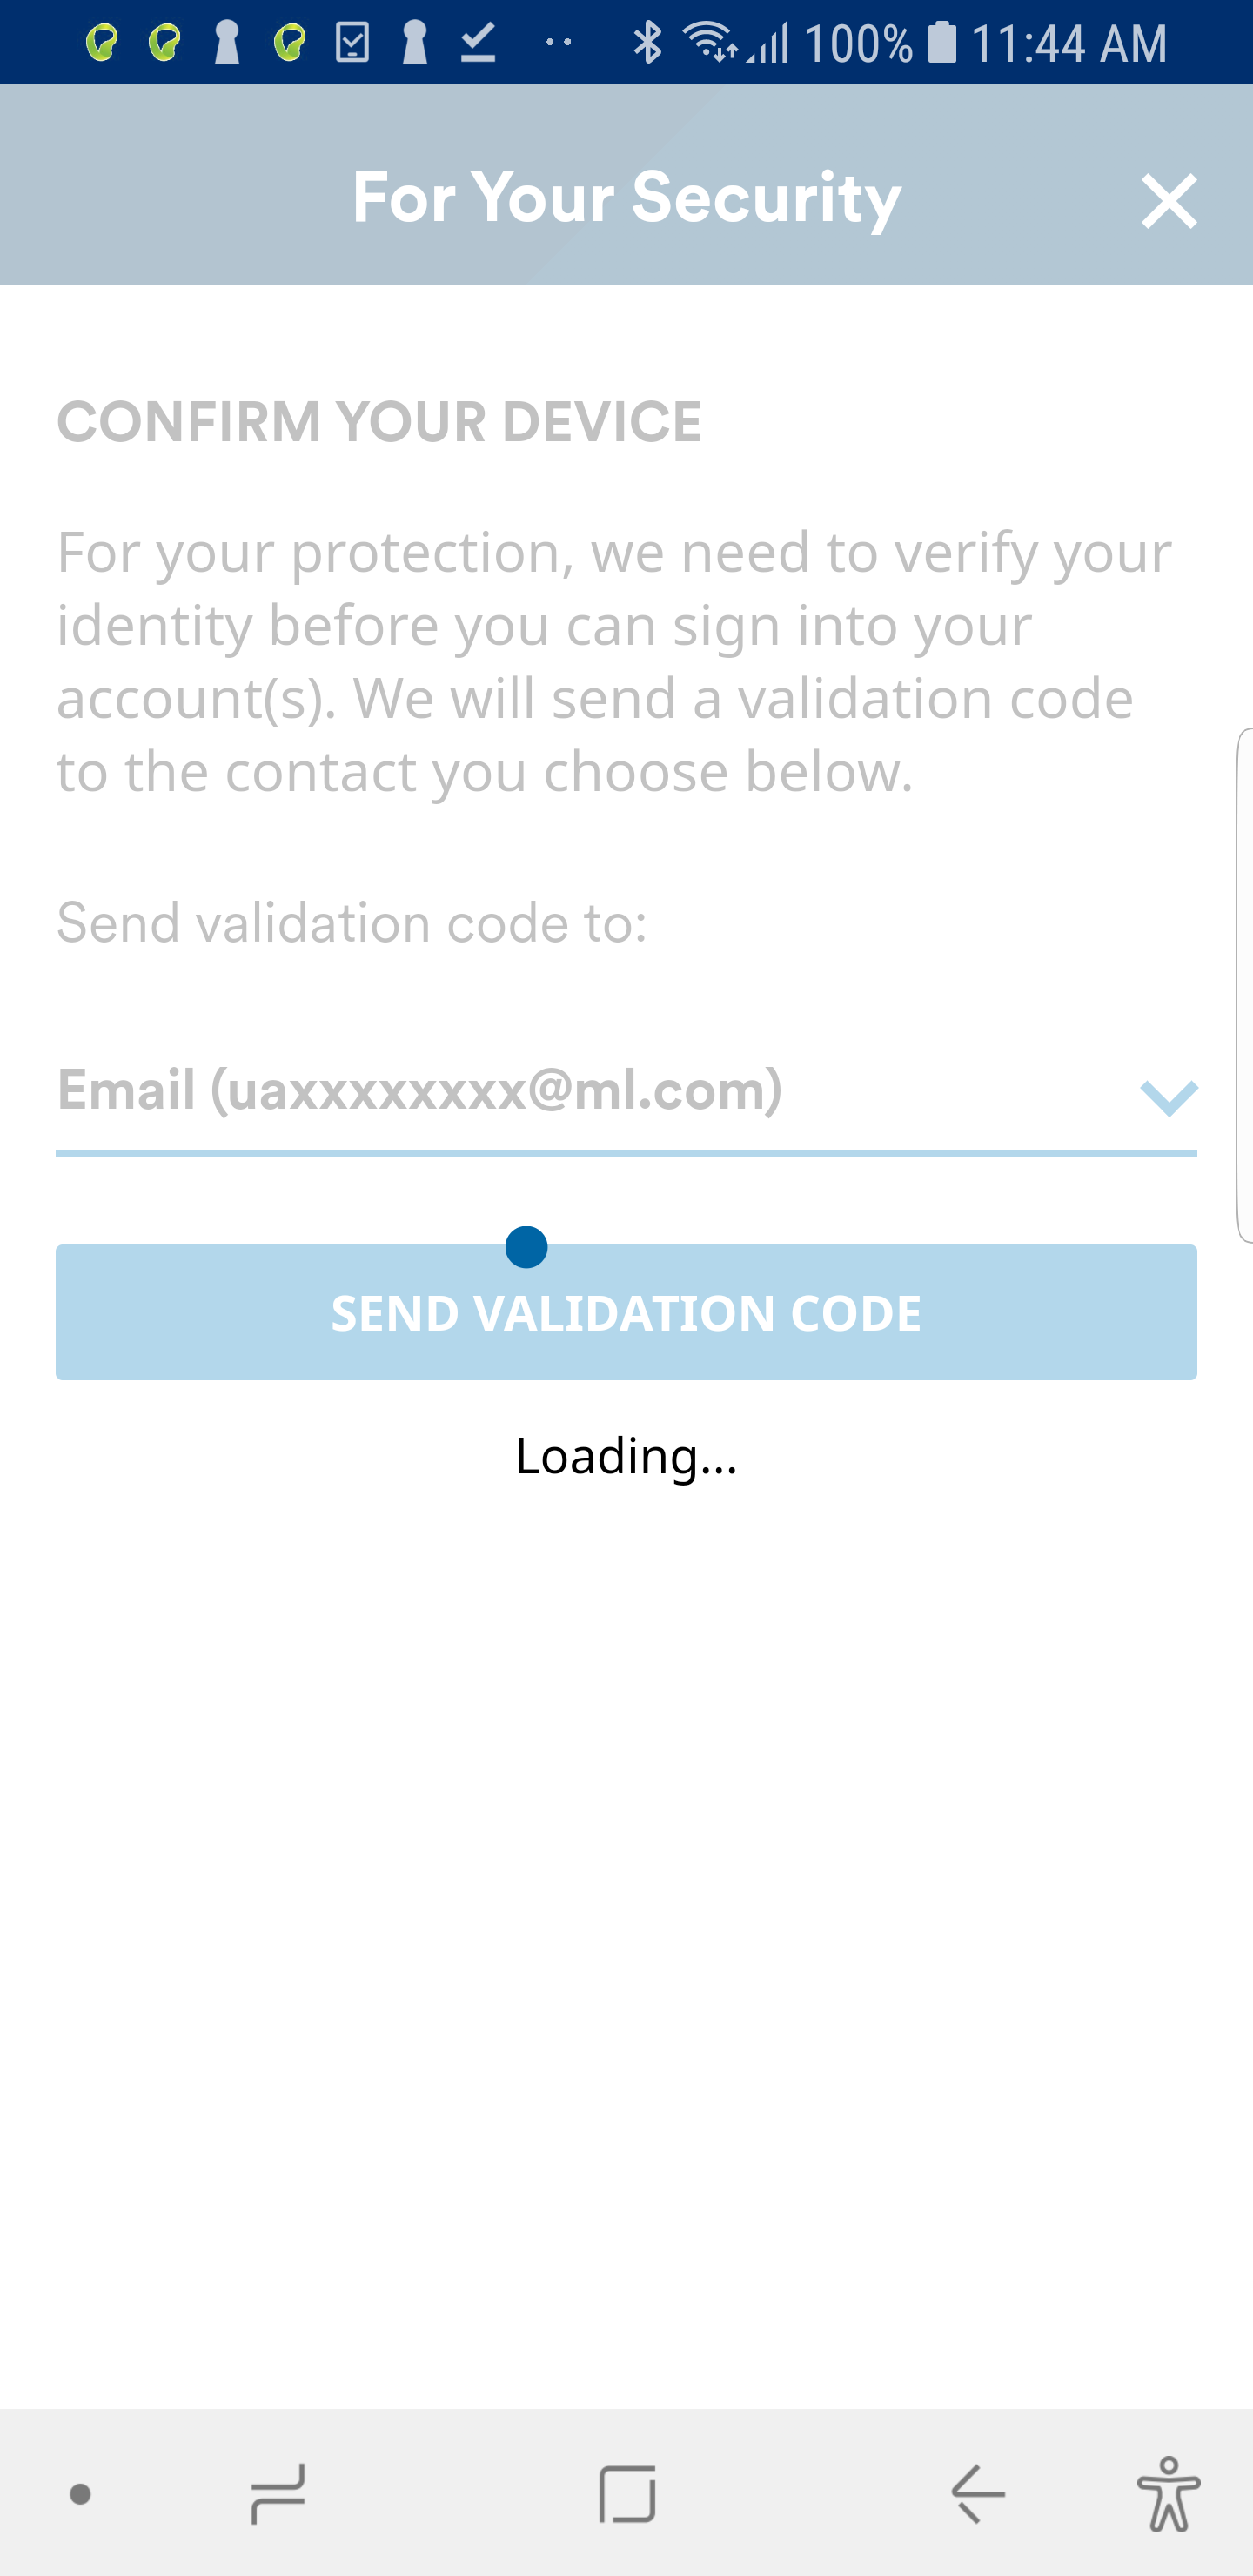 100% 11:44 AM
For Your Security
CONFIRM YOUR DEVICE
For your protection, we need to verify your
identity before you can sign into your
account(s). We will send a validation code
to the contact you choose below.
Send validation code to:
Email (uaxxxxxxxxx@ml.com)
SEND VALIDATION CODE
Loading...